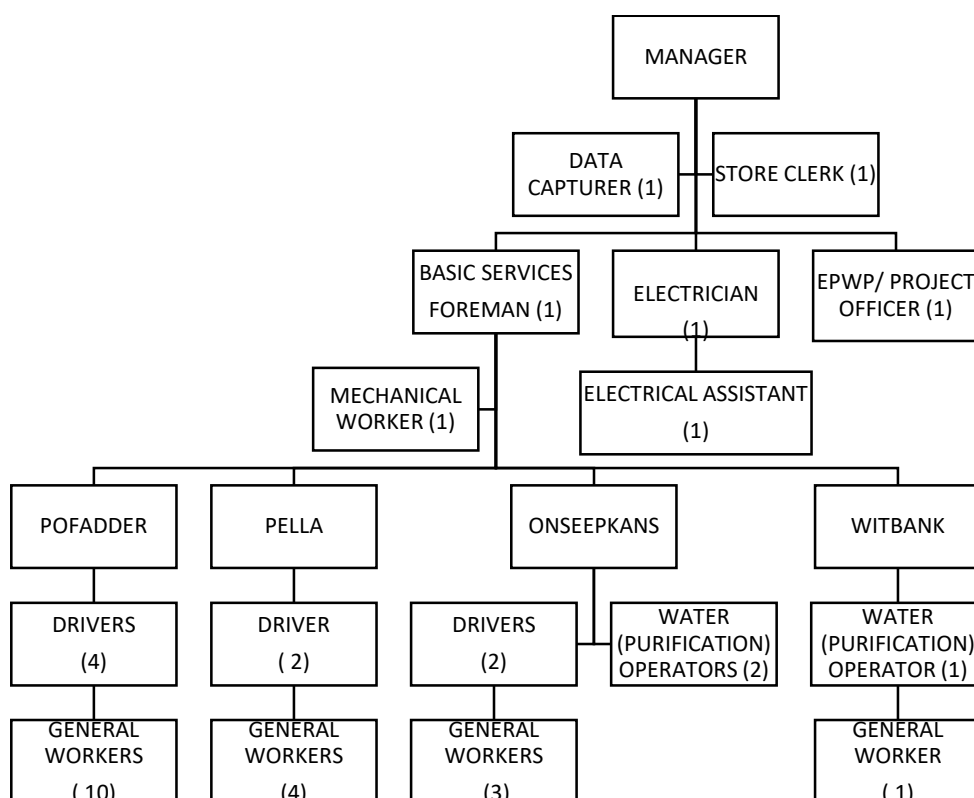 MANAGER
DATA
CAPTURER (1)
STORE CLERK (1)
BASIC SERVICES
FOREMAN (1)
ELECTRICIAN
(1)
EPWP/ PROJECT
OFFICER (1)
MECHANICAL
WORKER (1)
ELECTRICAL ASSISTANT
(1)
POFADDER
PELLA
ONSEEPKANS
WITBANK
DRIVERS
(4)
DRIVER
( 2)
DRIVERS
(2)
WATER
(PURIFICATION)
OPERATORS (2)
WATER
(PURIFICATION)
OPERATOR (1)
GENERAL
WORKERS
( 10)
GENERAL
WORKERS
(4)
GENERAL
WORKERS
(3)
GENERAL
WORKER
( 1)